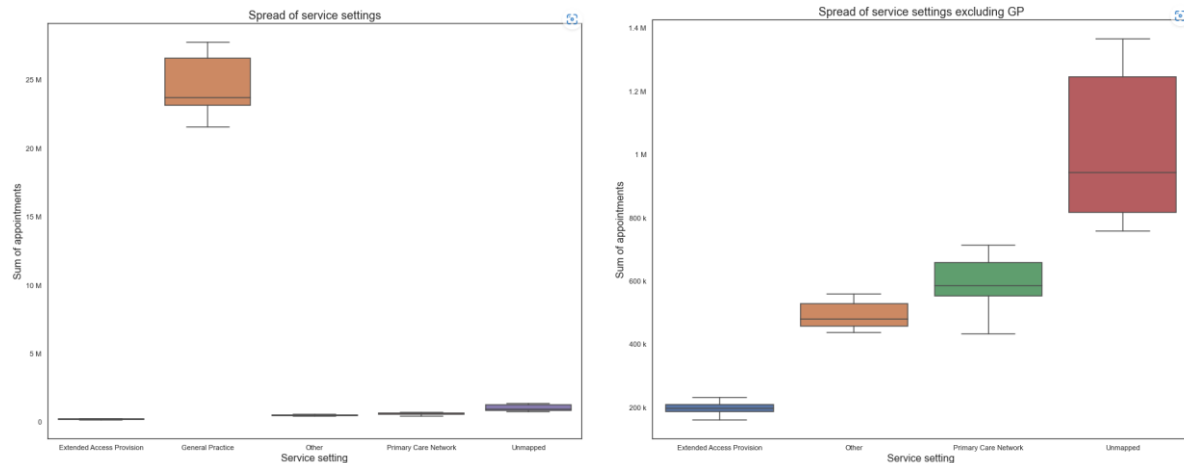 Spread of service settings
25 M
20 M
15 M
10 M
5 M
0
Sum of appointments
Extended Access Provision General Practice Other Primary Care Network Unmapped
Service setting
Spread of service settings excluding GP
1.4 M
1.2 M
1 M
800 k
600 k
400 k
200 k
Sum of appointments
Extended Access Provision Other Primary Care Network Unmapped
Service setting